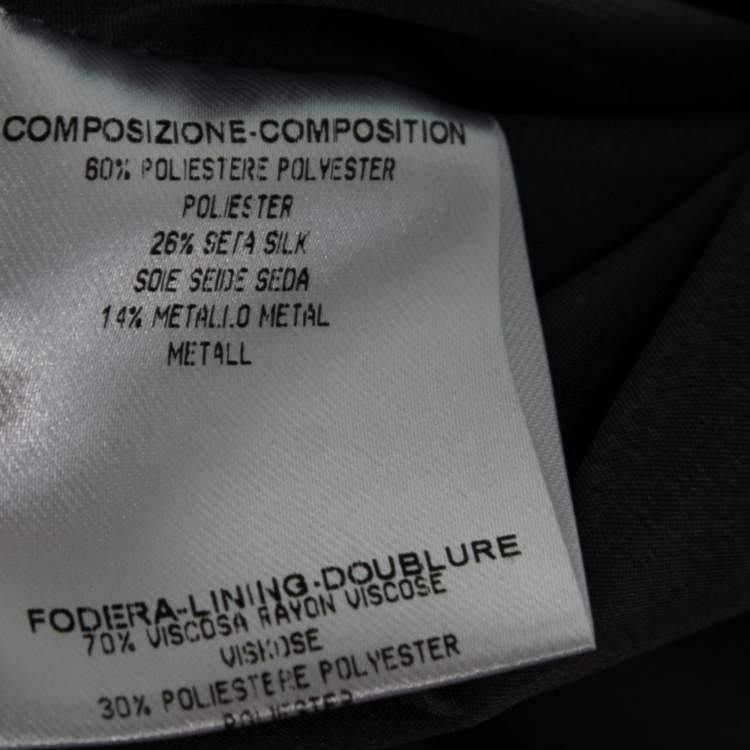 COMPOSIZIONE-COMPOSITION
60% POLIESTERE POLYESTER
POLIESTER
26% SETA SILK
SOIE SEIDE SEDA
14% METALLO METAL
METALL
FODERA-LINING-DOUBLURE
70% VISCOSA RAYON VISCOSE
VISKOSE
30% POLIESTERE POLYESTER
POLIESTER